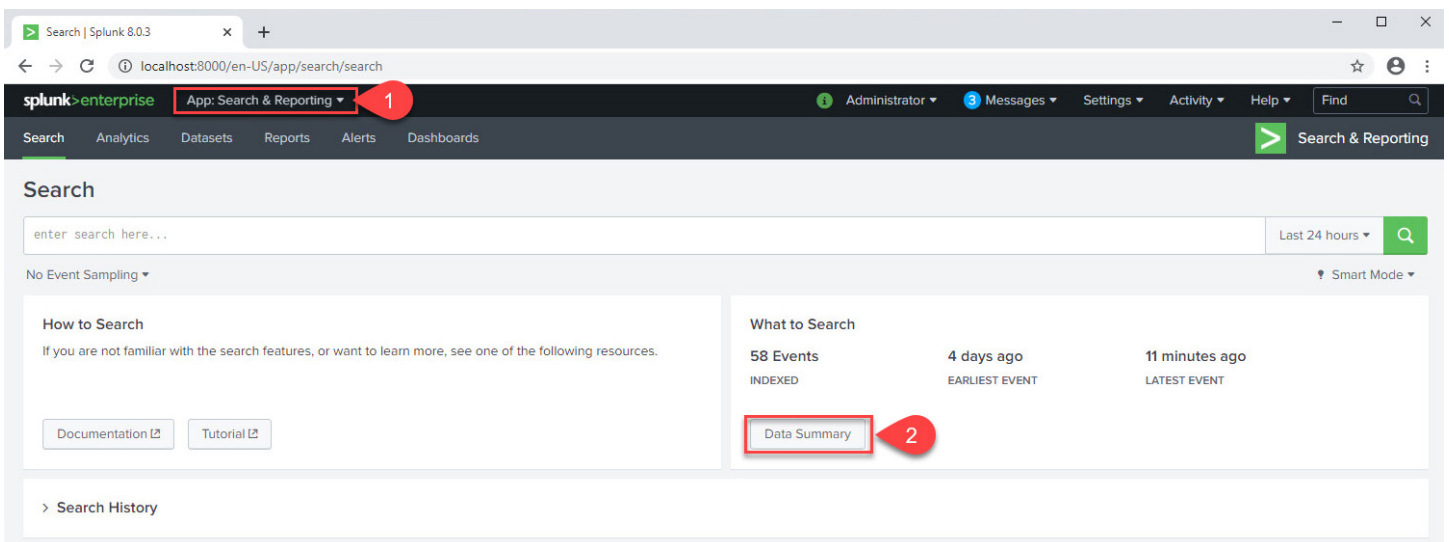 Search | Splunk 8.0.3
localhost:8000/en-US/app/search/search
splunk>enterprise App: Search & Reporting 1 i Administrator 3 Messages Settings Activity Help Find
Search Analytics Datasets Reports Alerts Dashboards Search & Reporting
Search
enter search here... Last 24 hours
No Event Sampling Smart Mode
How to Search
If you are not familiar with the search features, or want to learn more, see one of the following resources.
Documentation Tutorial
What to Search
58 Events 4 days ago 11 minutes ago
INDEXED EARLIEST EVENT LATEST EVENT
Data Summary 2
Search History